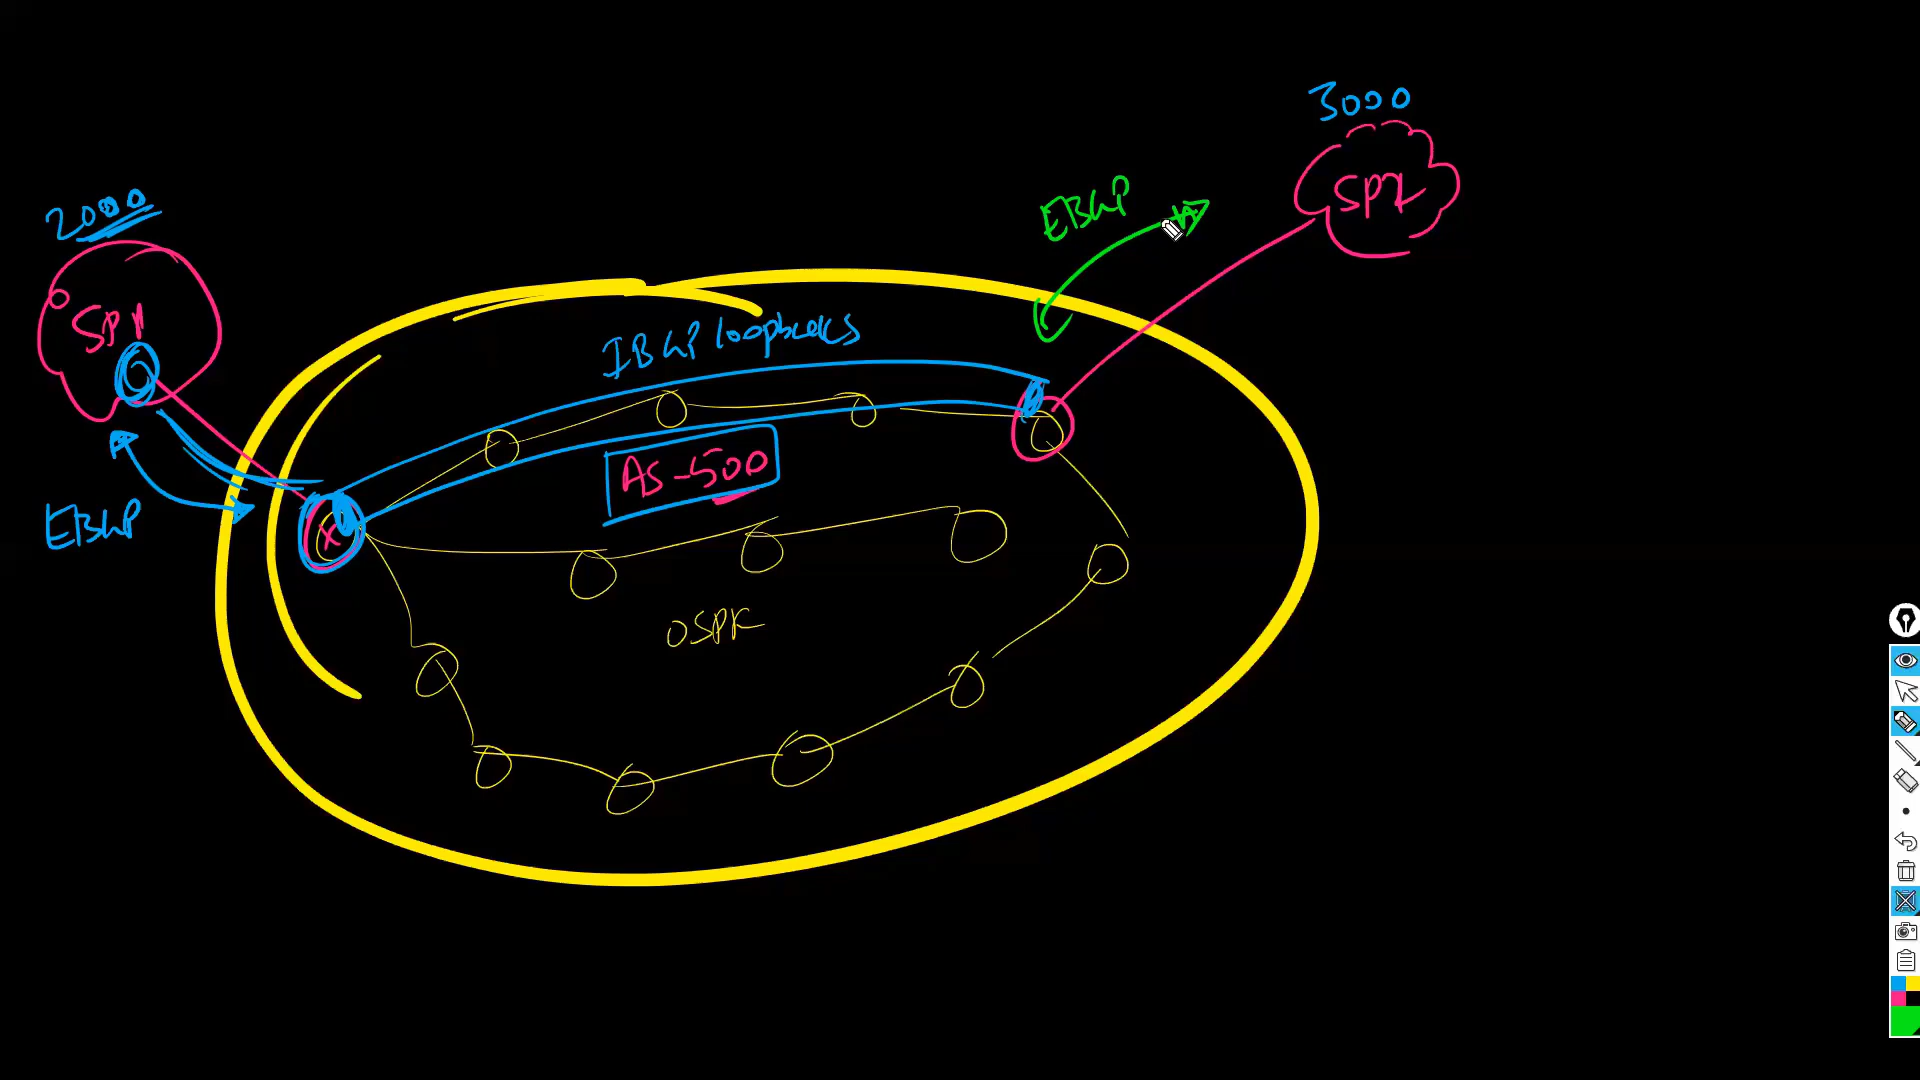 3000
SP2
EBGP
2000
SP1
IBGP loopbacks
AS-500
EBGP
OSPF